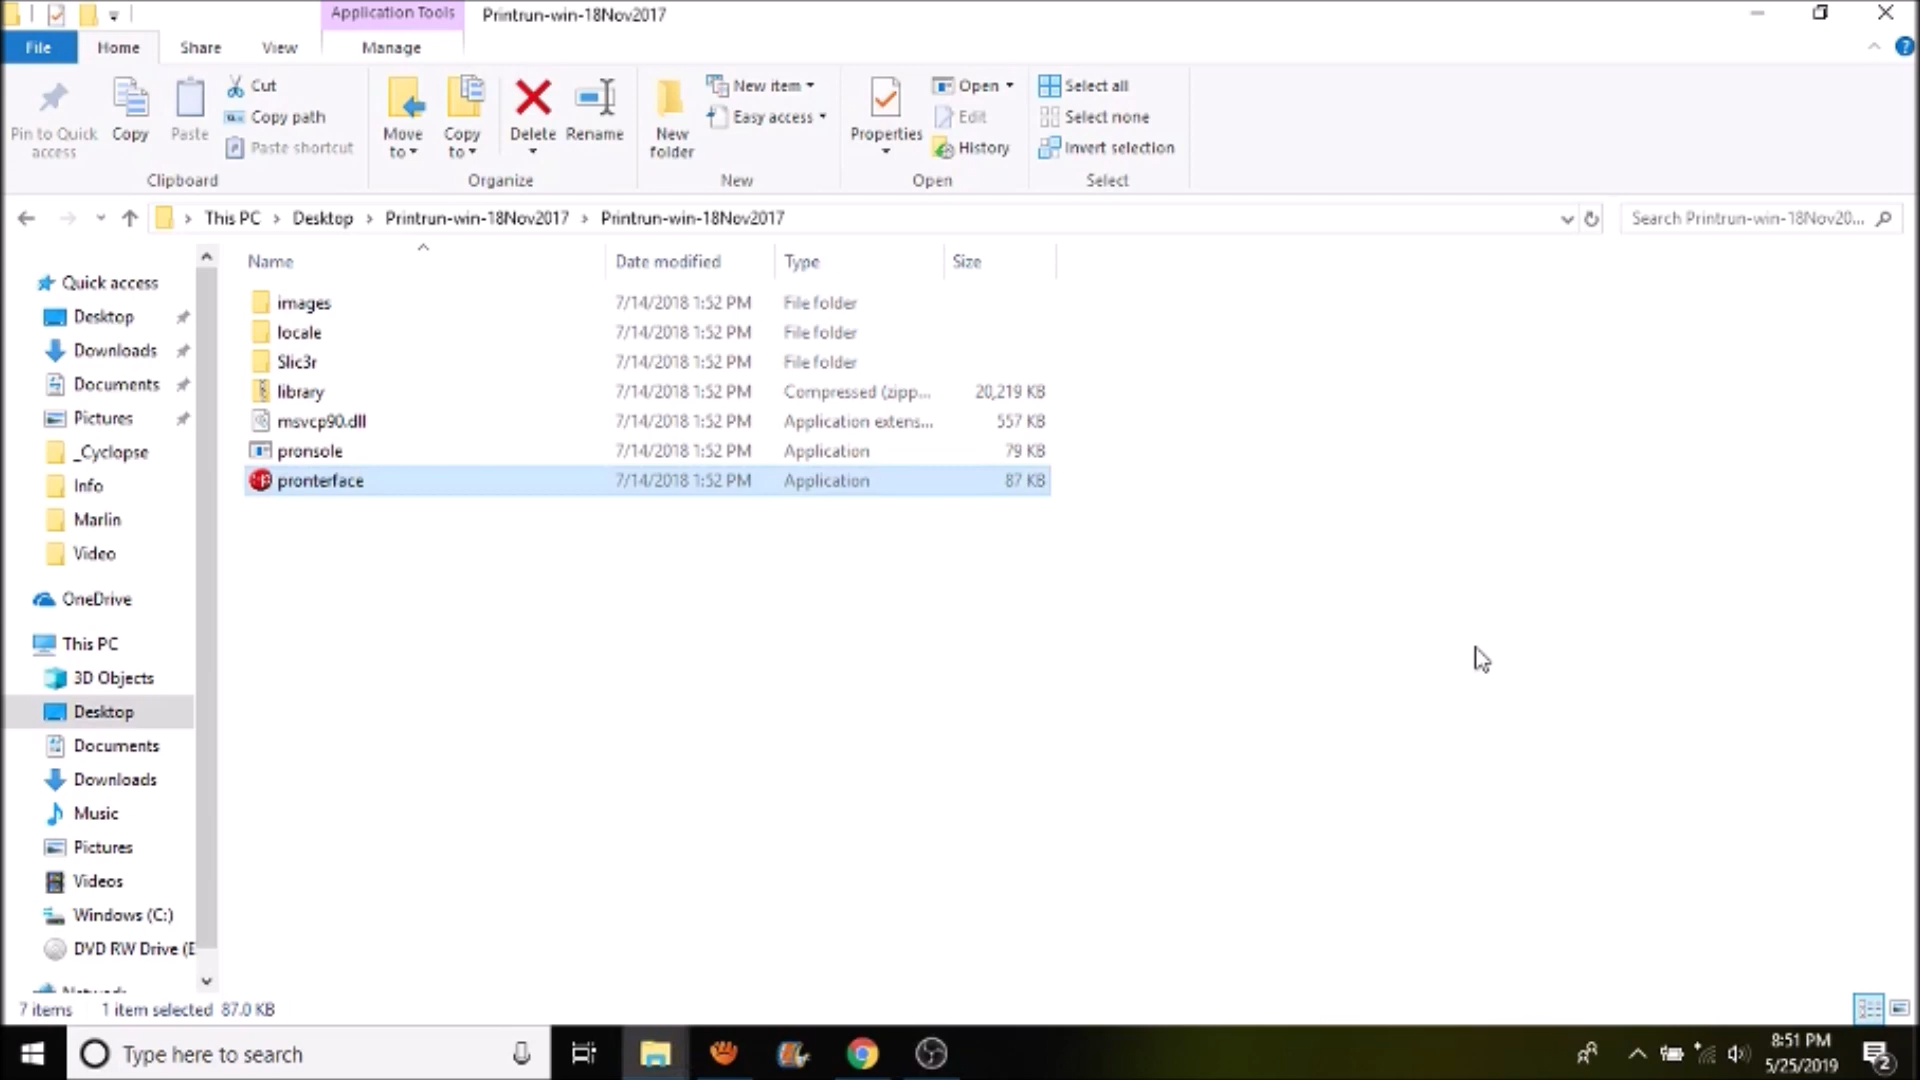 Application Tools Printrun-win-18Nov2017
File Home Share View Manage
Pin to Quick access
Copy
Paste
Cut
Copy path
Paste shortcut
Clipboard
Move to
Copy to
Delete
Rename
Organize
New folder
New item
Easy access
New
Properties
Open
Edit
History
Open
Select all
Select none
Invert selection
Select
This PC > Desktop > Printrun-win-18Nov2017 > Printrun-win-18Nov2017
Search Printrun-win-18Nov20...
Name Date modified Type Size
images 7/14/2018 1:52 PM File folder
locale 7/14/2018 1:52 PM File folder
Slic3r 7/14/2018 1:52 PM File folder
library 7/14/2018 1:52 PM Compressed (zipp... 20,219 KB
msvcp90.dll 7/14/2018 1:52 PM Application extens... 557 KB
pronsole 7/14/2018 1:52 PM Application 79 KB
pronterface 7/14/2018 1:52 PM Application 87 KB
Quick access
Desktop
Downloads
Documents
Pictures
_Cyclopse
Info
Marlin
Video
OneDrive
This PC
3D Objects
Desktop
Documents
Downloads
Music
Pictures
Videos
Windows (C:)
DVD RW Drive (E
7 items 1 item selected 87.0 KB
Type here to search
8:51 PM
5/25/2019
2